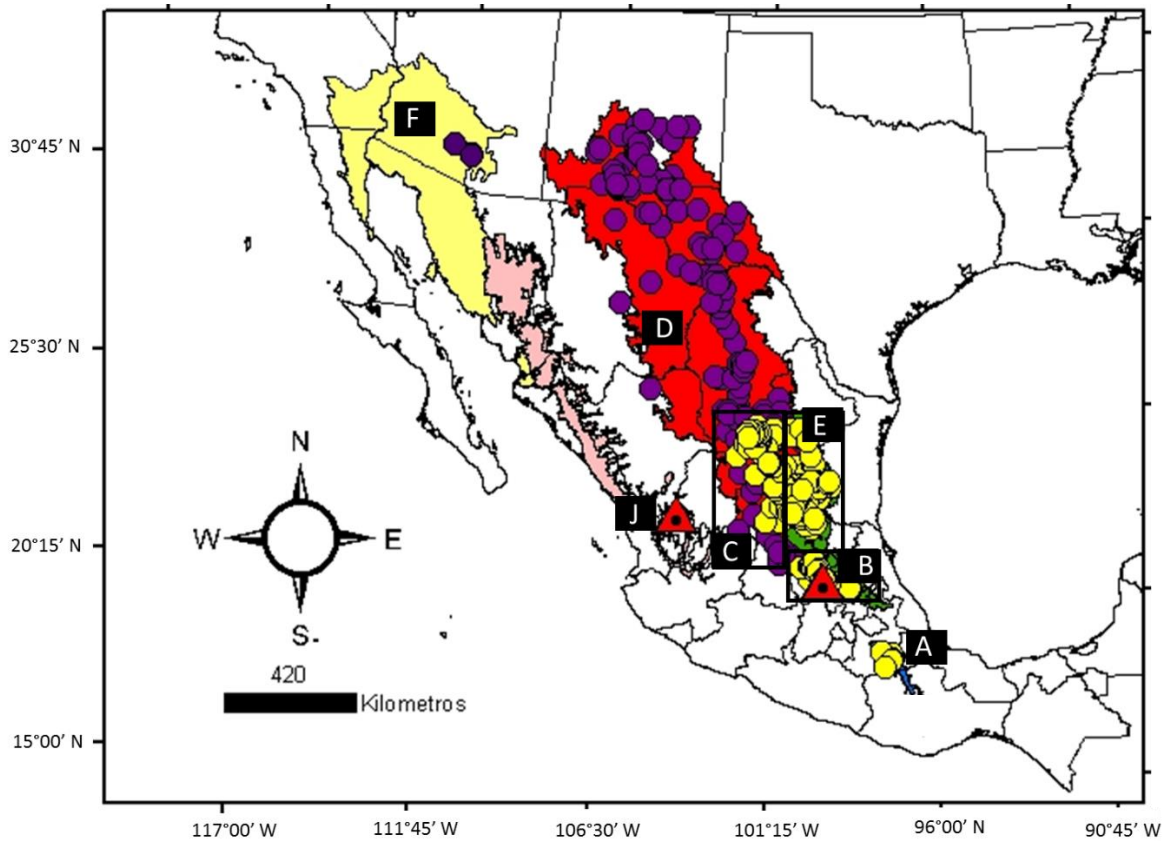 F
30°45’ N
D
25°30’ N
E
N
J
W
E
20°15’ N
C
B
S-
A
420
Kilometros
15°00’ N
117°00’ W
111°45’ W
106°30’ W
101°15’ W
96°00’ N
90°45’ W